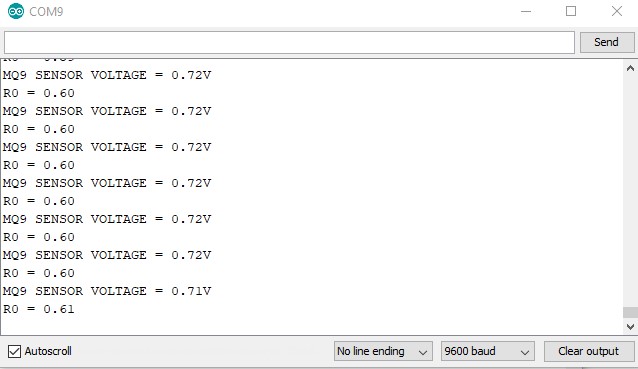 COM9
Send
MQ9 SENSOR VOLTAGE = 0.72V
R0 = 0.60
MQ9 SENSOR VOLTAGE = 0.72V
R0 = 0.60
MQ9 SENSOR VOLTAGE = 0.72V
R0 = 0.60
MQ9 SENSOR VOLTAGE = 0.72V
R0 = 0.60
MQ9 SENSOR VOLTAGE = 0.72V
R0 = 0.60
MQ9 SENSOR VOLTAGE = 0.72V
R0 = 0.60
MQ9 SENSOR VOLTAGE = 0.71V
R0 = 0.61
Autoscroll No line ending 9600 baud Clear output